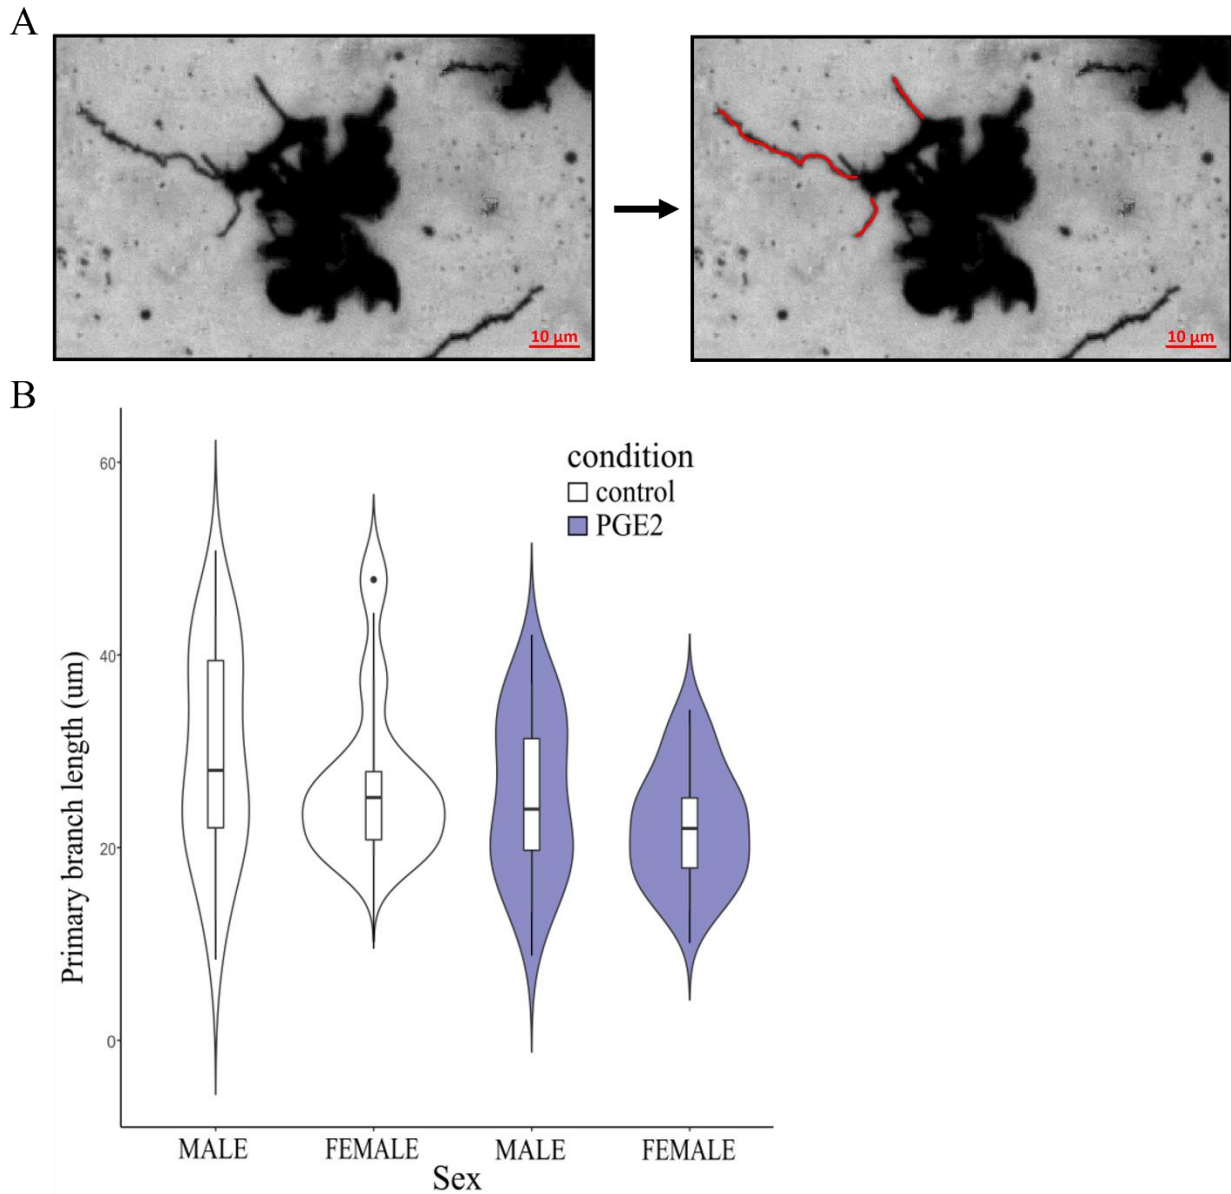 A
10 μm
10 μm
B
condition
control
PGE2
60
40
20
0
Primary branch length (um)
MALE FEMALE MALE FEMALE
Sex